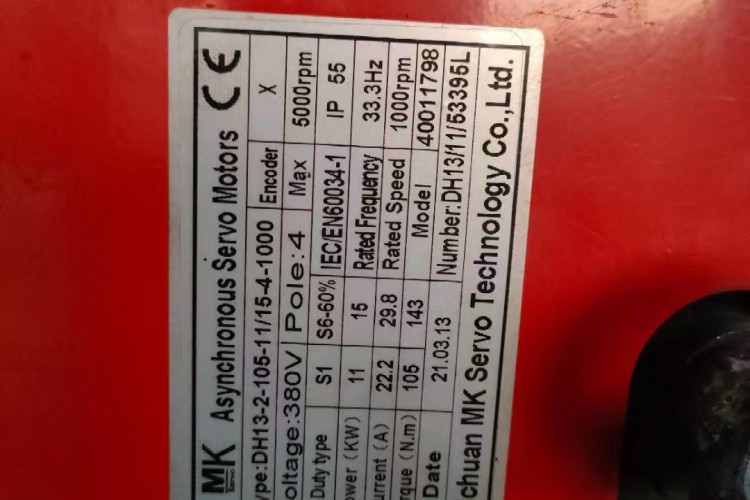 MK Servo Asynchronous Servo Motors CE
ype:DH13-2-105-11/15-4-1000 Encoder X
oltage:380V Pole:4 Max 5000rpm
Duty type S1 S6-60% IEC/EN60034-1 IP 55
ower (KW) 11 15 Rated Frequency 33.3Hz
urrent (A) 22.2 29.8 Rated Speed 1000rpm
rque (N.m) 105 143 Model 40011798
Date 21.03.13 Number:DH13/11/53395L
chuan MK Servo Technology Co.,Ltd.